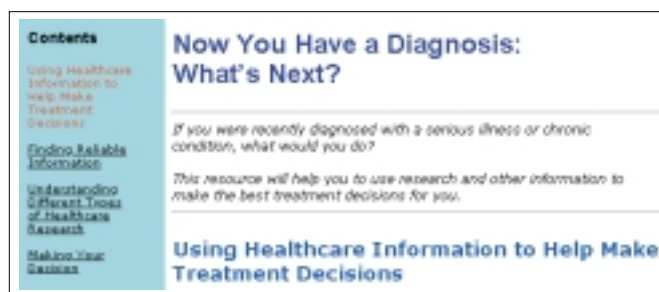 Contents
Using Healthcare
Information to
Help Make
Treatment
Decisions
Finding Reliable
Information
Understanding
Different Types
of Healthcare
Research
Making Your
Decision
Now You Have a Diagnosis:
What's Next?
If you were recently diagnosed with a serious illness or chronic
condition, what would you do?
This resource will help you to use research and other information to
make the best treatment decisions for you.
Using Healthcare Information to Help Make
Treatment Decisions